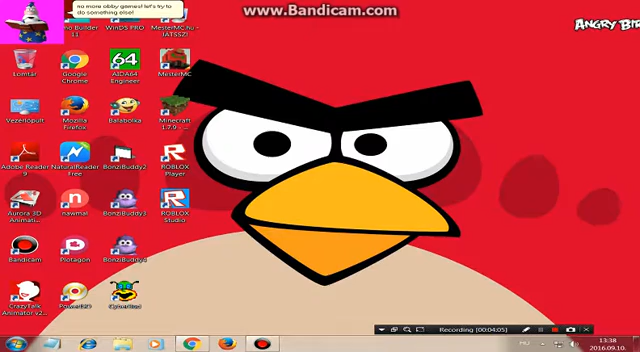 www.Bandicam.com
no more obby games! let's try to
do something else!
ANGRY BIR
Builder
11
WinDS PRO
MesterMC.hu
(ATSSZ)
Lomtár
Google
Chrome
AIDA64
Engineer
MesterMC
Vezérlőpult
Mozilla
Firefox
Balabolka
Minecraft
1.7.9 - ...
Adobe Reader
9
NaturalReader
Free
BonziBuddy2
ROBLOX
Player
Aurora 3D
Animati...
nawmal
BonziBuddy3
ROBLOX
Studio
Bandicam
Plotagon
BonziBuddy4
CrazyTalk
Animator v2...
CyberBud
Recording [00:04:05]
HU
13:38
2016.09.10.